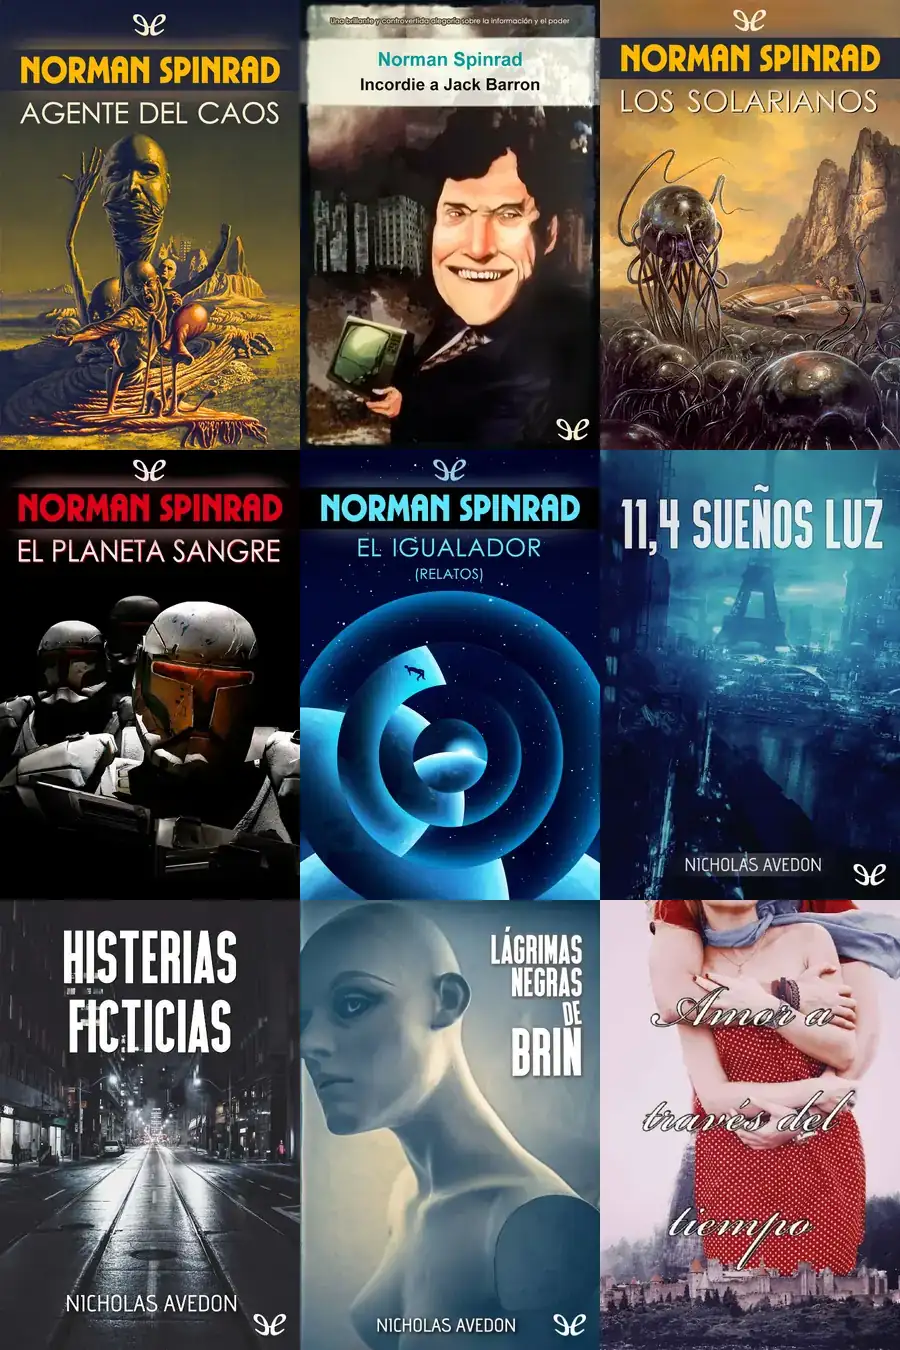 NORMAN SPINRAD
AGENTE DEL CAOS
Una brillante y controvertida alegoría sobre la información y el poder
Norman Spinrad
Incordie a Jack Barron
NORMAN SPINRAD
LOS SOLARIANOS
NORMAN SPINRAD
EL PLANETA SANGRE
NORMAN SPINRAD
EL IGUALADOR
(RELATOS)
11,4 SUEÑOS LUZ
NICHOLAS AVEDON
HISTERIAS
FICTICIAS
NICHOLAS AVEDON
LÁGRIMAS
NEGRAS
DE
BRIN
NICHOLAS AVEDON
Amor a
través del
tiempo